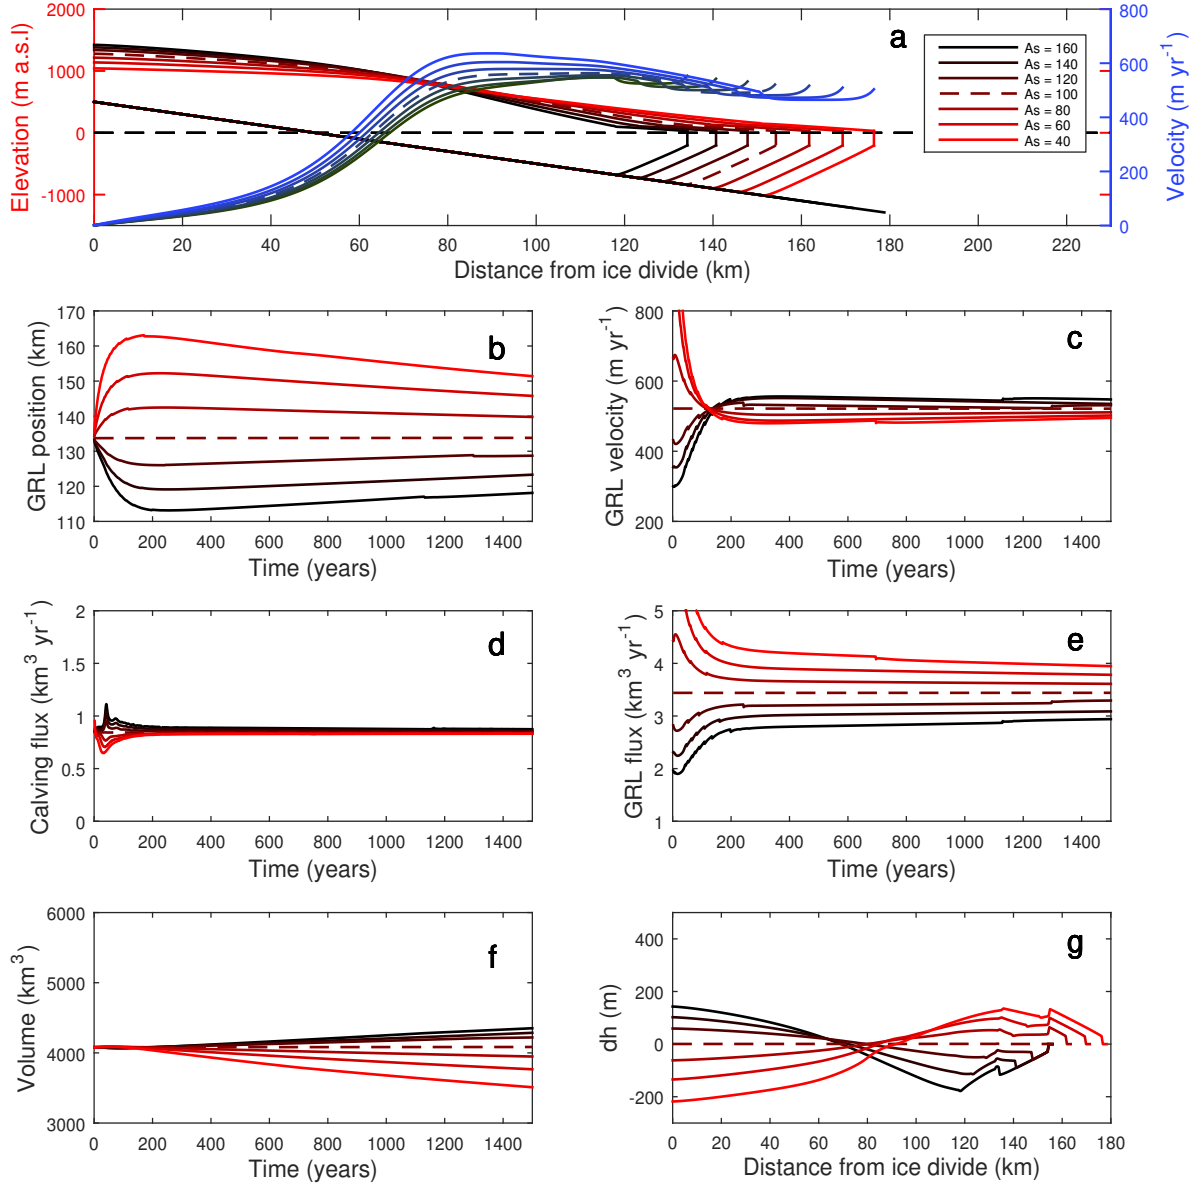 a
2000
1000
0
-1000
Elevation (m a.s.l)
800
600
400
200
0
Velocity (m yr-1)
As = 160
As = 140
As = 120
As = 100
As = 80
As = 60
As = 40
0 20 40 60 80 100 120 140 160 180 200 220
Distance from ice divide (km)
b
170
160
150
140
130
120
110
GRL position (km)
0 200 400 600 800 1000 1200 1400
Time (years)
c
800
600
400
200
GRL velocity (m yr-1)
0 200 400 600 800 1000 1200 1400
Time (years)
d
2
1.5
1
0.5
0
Calving flux (km3 yr-1)
0 200 400 600 800 1000 1200 1400
Time (years)
e
5
4
3
2
1
GRL flux (km3 yr-1)
0 200 400 600 800 1000 1200 1400
Time (years)
f
6000
5000
4000
3000
Volume (km3)
0 200 400 600 800 1000 1200 1400
Time (years)
g
400
200
0
-200
dh (m)
0 20 40 60 80 100 120 140 160 180
Distance from ice divide (km)